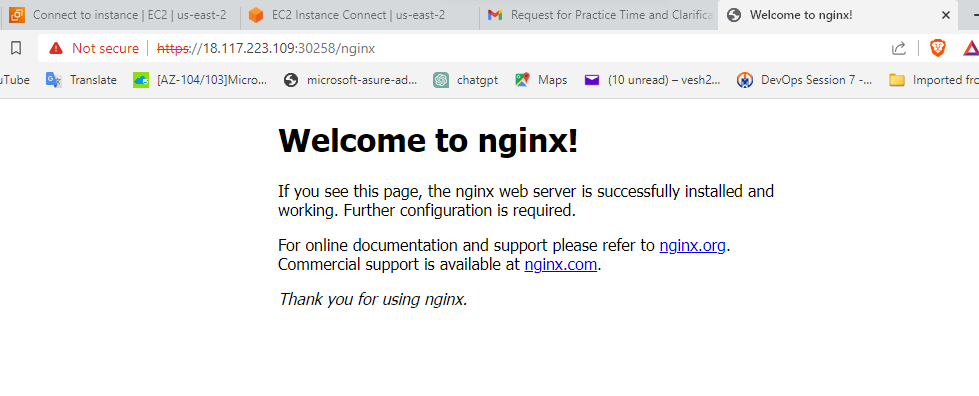 Connect to instance | EC2 | us-east-2
EC2 Instance Connect | us-east-2
Request for Practice Time and Clarifica
Welcome to nginx!
Not secure https://18.117.223.109:30258/nginx
uTube Translate [AZ-104/103]Micro... microsoft-asure-ad... chatgpt Maps (10 unread) – vesh2... DevOps Session 7 -... Imported fro
Welcome to nginx!
If you see this page, the nginx web server is successfully installed and
working. Further configuration is required.
For online documentation and support please refer to nginx.org.
Commercial support is available at nginx.com.
Thank you for using nginx.